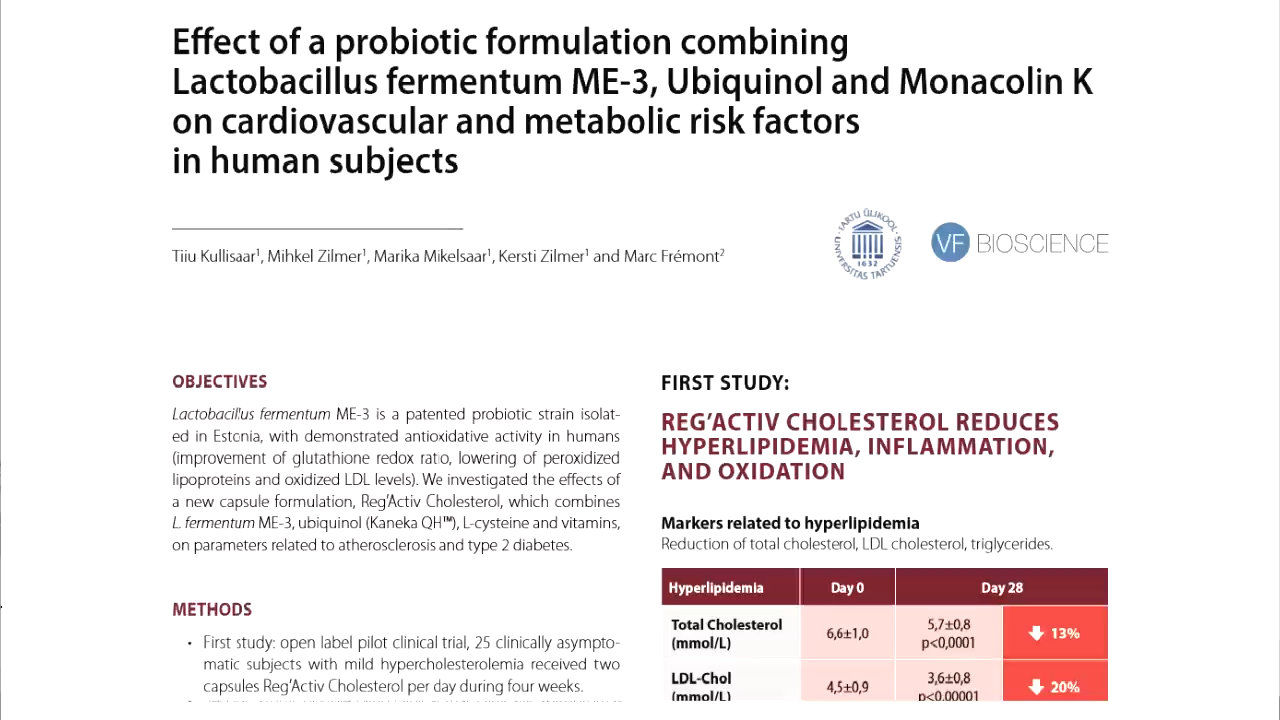 Effect of a probiotic formulation combining
Lactobacillus fermentum ME-3, Ubiquinol and Monacolin K
on cardiovascular and metabolic risk factors
in human subjects
Tiiu Kullisaar1, Mihkel Zilmer1, Marika Mikelsaar1, Kersti Zilmer1 and Marc Frémont2
TARTU ÜLIKOOL
UNIVERSITAS TARTUENSIS
1632
VF BIOSCIENCE
OBJECTIVES
Lactobacillus fermentum ME-3 is a patented probiotic strain isolat-
ed in Estonia, with demonstrated antioxidative activity in humans
(improvement of glutathione redox ratio, lowering of peroxidized
lipoproteins and oxidized LDL levels). We investigated the effects of
a new capsule formulation, Reg'Activ Cholesterol, which combines
L. fermentum ME-3, ubiquinol (Kaneka QH™), L-cysteine and vitamins,
on parameters related to atherosclerosis and type 2 diabetes.
METHODS
• First study: open label pilot clinical trial, 25 clinically asympto-
matic subjects with mild hypercholesterolemia received two
capsules Reg'Activ Cholesterol per day during four weeks.
FIRST STUDY:
REG'ACTIV CHOLESTEROL REDUCES
HYPERLIPIDEMIA, INFLAMMATION,
AND OXIDATION
Markers related to hyperlipidemia
Reduction of total cholesterol, LDL cholesterol, triglycerides.
Hyperlipidemia Day 0 Day 28
Total Cholesterol
(mmol/L)
6,6±1,0
5,7±0,8
p<0,0001
13%
LDL-Chol
(mmol/L)
4,5±0,9
3,6±0,8
p<0,00001
20%